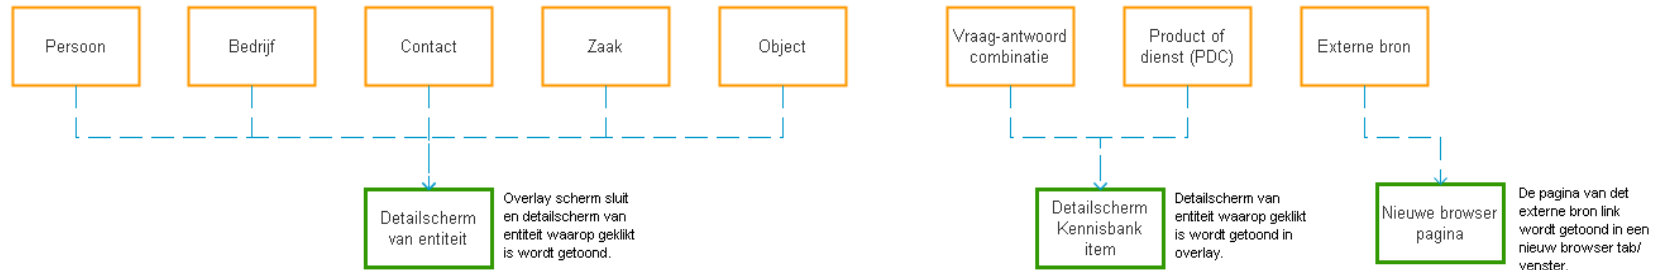 Persoon
Bedrijf
Contact
Zaak
Object
Vraag-antwoord
combinatie
Product of
dienst (PDC)
Externe bron
Detailscherm
van entiteit
Overlay scherm sluit
en detailscherm van
entiteit waarop geklikt
is wordt getoond.
Detailscherm
Kennisbank
item
Detailscherm van
entiteit waarop geklikt
is wordt getoond in
overlay.
Nieuwe browser
pagina
De pagina van det
externe bron link
wordt getoond in een
nieuw browser tab/
venster.